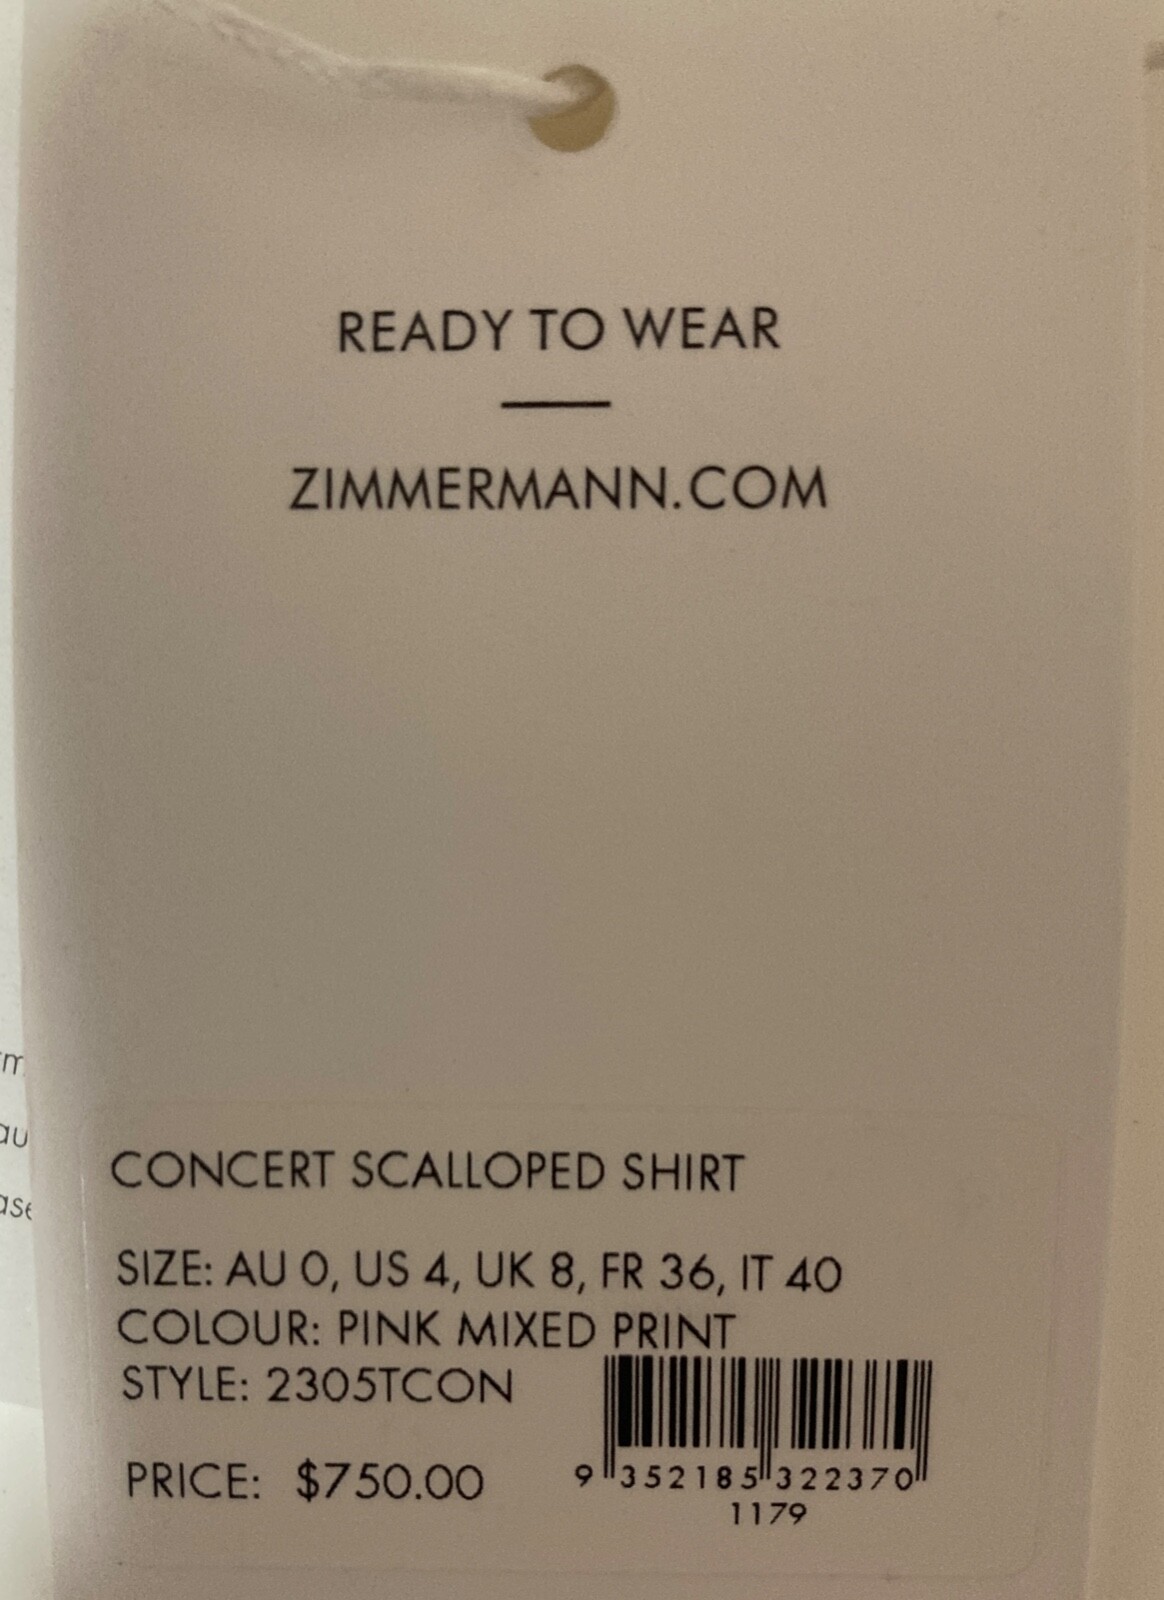 READY TO WEAR
ZIMMERMANN.COM
CONCERT SCALLOPED SHIRT
SIZE: AU 0, US 4, UK 8, FR 36, IT 40
COLOUR: PINK MIXED PRINT
STYLE: 2305TCON
PRICE: $750.00
9 352185 322370
1179